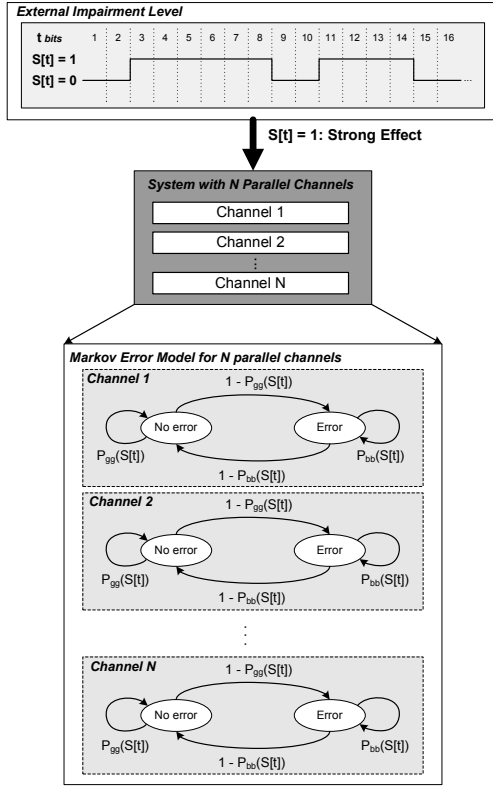 External Impairment Level
t bits 1 2 3 4 5 6 7 8 9 10 11 12 13 14 15 16
S[t] = 1
S[t] = 0 ...
S[t] = 1: Strong Effect
System with N Parallel Channels
Channel 1
Channel 2
⋮
Channel N
Markov Error Model for N parallel channels
Channel 1
1 - Pgg(S[t])
No error Error
Pgg(S[t]) Pbb(S[t])
1 - Pbb(S[t])
Channel 2
1 - Pgg(S[t])
No error Error
Pgg(S[t]) Pbb(S[t])
1 - Pbb(S[t])
⋮
Channel N
1 - Pgg(S[t])
No error Error
Pgg(S[t]) Pbb(S[t])
1 - Pbb(S[t])